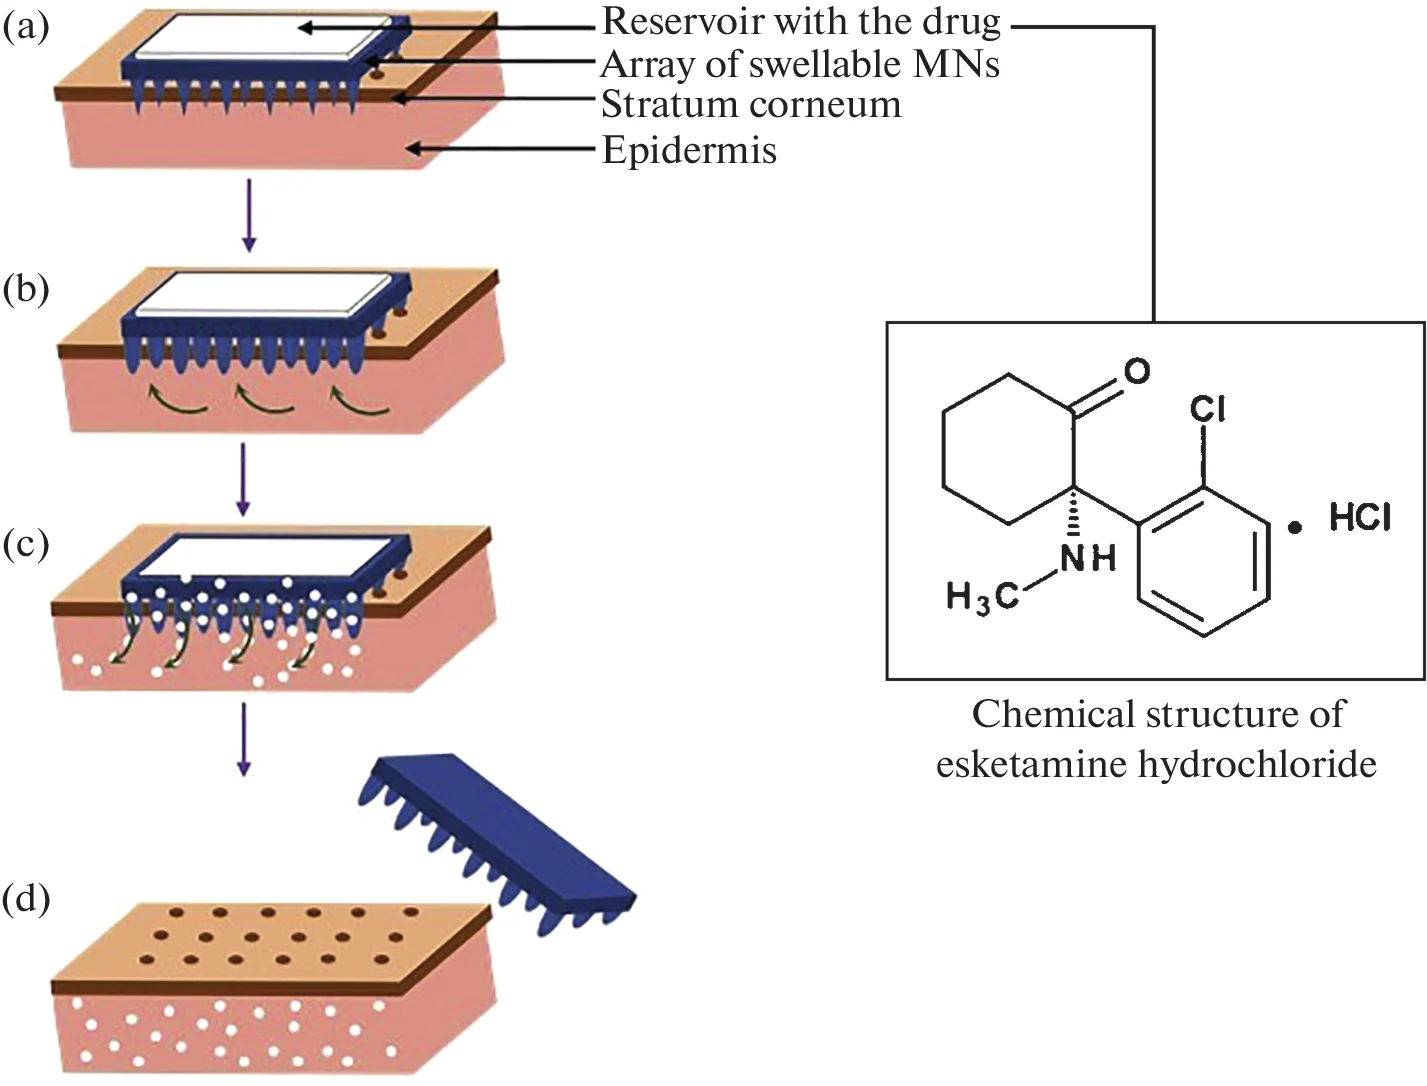 (a)
Reservoir with the drug
Array of swellable MNs
Stratum corneum
Epidermis
(b)
(c)
(d)
O
Cl
NH
H₃C
• HCl
Chemical structure of
esketamine hydrochloride